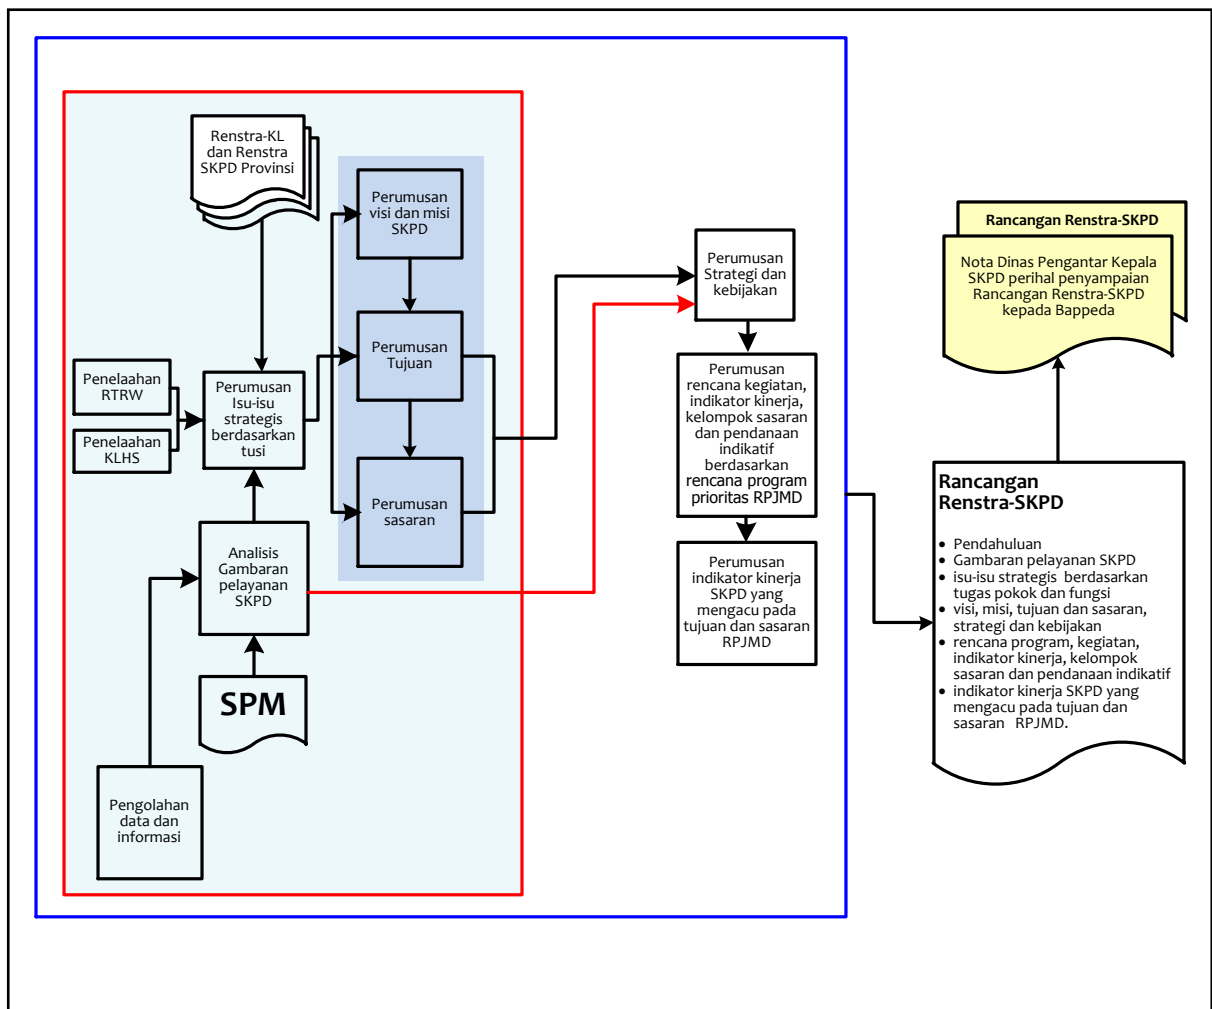 Renstra-KL
dan Renstra
SKPD Provinsi
Perumusan
visi dan misi
SKPD
Perumusan
Tujuan
Perumusan
sasaran
Penelaahan
RTRW
Penelaahan
KLHS
Perumusan
Isu-isu
strategis
berdasarkan
tusi
Analisis
Gambaran
pelayanan
SKPD
SPM
Pengolahan
data dan
informasi
Perumusan
Strategi dan
kebijakan
Perumusan
rencana kegiatan,
indikator kinerja,
kelompok sasaran
dan pendanaan
indikatif
berdasarkan
rencana program
prioritas RPJMD
Perumusan
indikator kinerja
SKPD yang
mengacu pada
tujuan dan sasaran
RPJMD
Rancangan Renstra-SKPD
Nota Dinas Pengantar Kepala
SKPD perihal penyampaian
Rancangan Renstra-SKPD
kepada Bappeda
Rancangan
Renstra-SKPD
• Pendahuluan
• Gambaran pelayanan SKPD
• isu-isu strategis berdasarkan
tugas pokok dan fungsi
• visi, misi, tujuan dan sasaran,
strategi dan kebijakan
• rencana program, kegiatan,
indikator kinerja, kelompok
sasaran dan pendanaan indikatif
• indikator kinerja SKPD yang
mengacu pada tujuan dan
sasaran RPJMD.